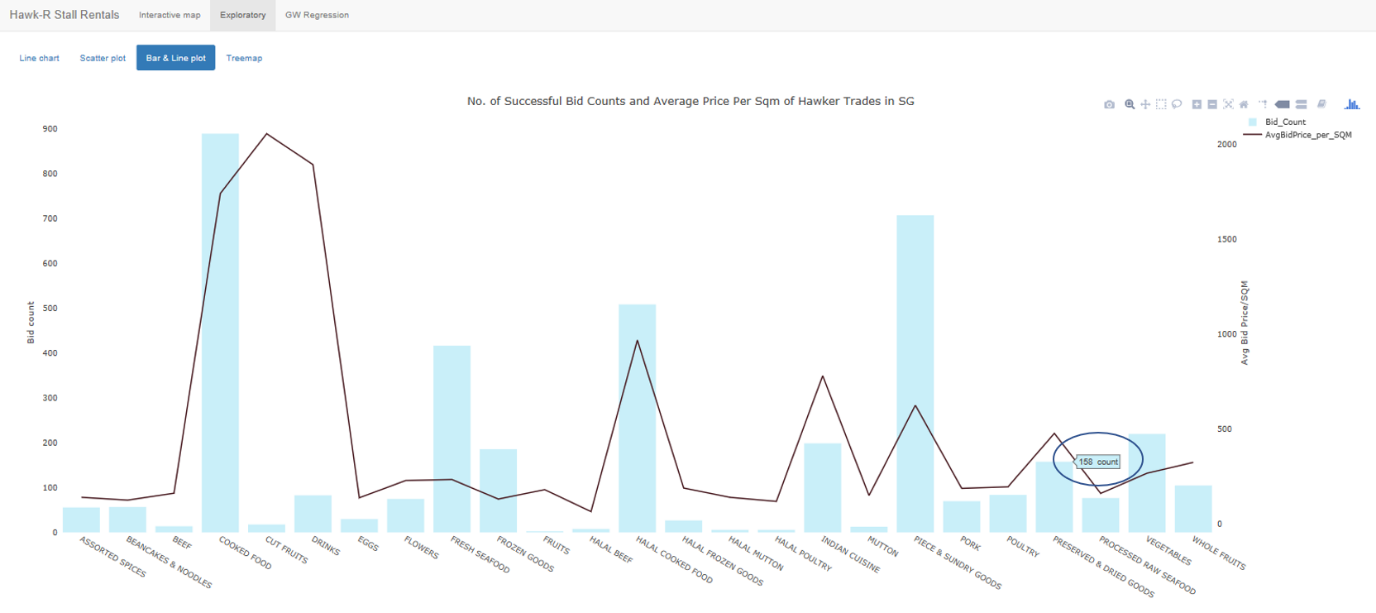 Hawk-R Stall Rentals Interactive map Exploratory GW Regression
Line chart Scatter plot Bar & Line plot Treemap
No. of Successful Bid Counts and Average Price Per Sqm of Hawker Trades in SG
Bid_Count
AvgBidPrice_per_SQM
900
800
700
600
500
400
300
200
100
0
Bid count
2000
1500
1000
500
0
Avg Bid Price/SQM
158 count
ASSORTED SPICES
BEANCAKES & NOODLES
BEEF
COOKED FOOD
CUT FRUITS
DRINKS
EGGS
FLOWERS
FRESH SEAFOOD
FROZEN GOODS
FRUITS
HALAL BEEF
HALAL COOKED FOOD
HALAL FROZEN GOODS
HALAL MUTTON
HALAL POULTRY
INDIAN CUISINE
MUTTON
PIECE & SUNDRY GOODS
PORK
POULTRY
PRESERVED & DRIED GOODS
PROCESSED RAW SEAFOOD
VEGETABLES
WHOLE FRUITS